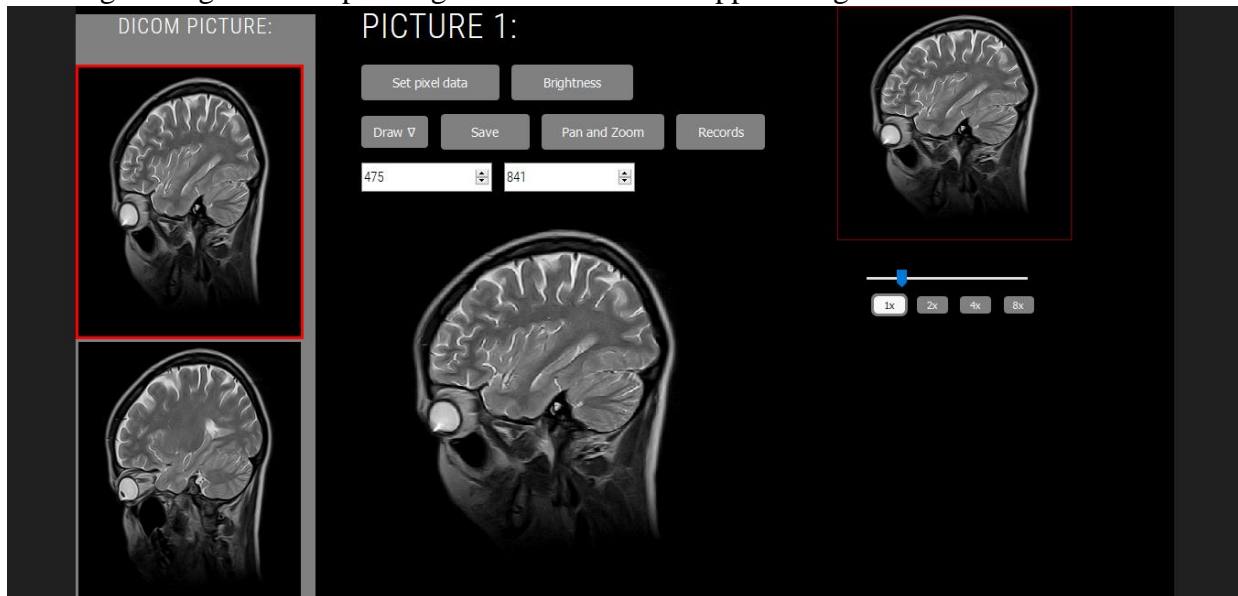 DICOM PICTURE:
PICTURE 1:
Set pixel data Brightness
Draw ∇ Save Pan and Zoom Records
475 841
1x 2x 4x 8x